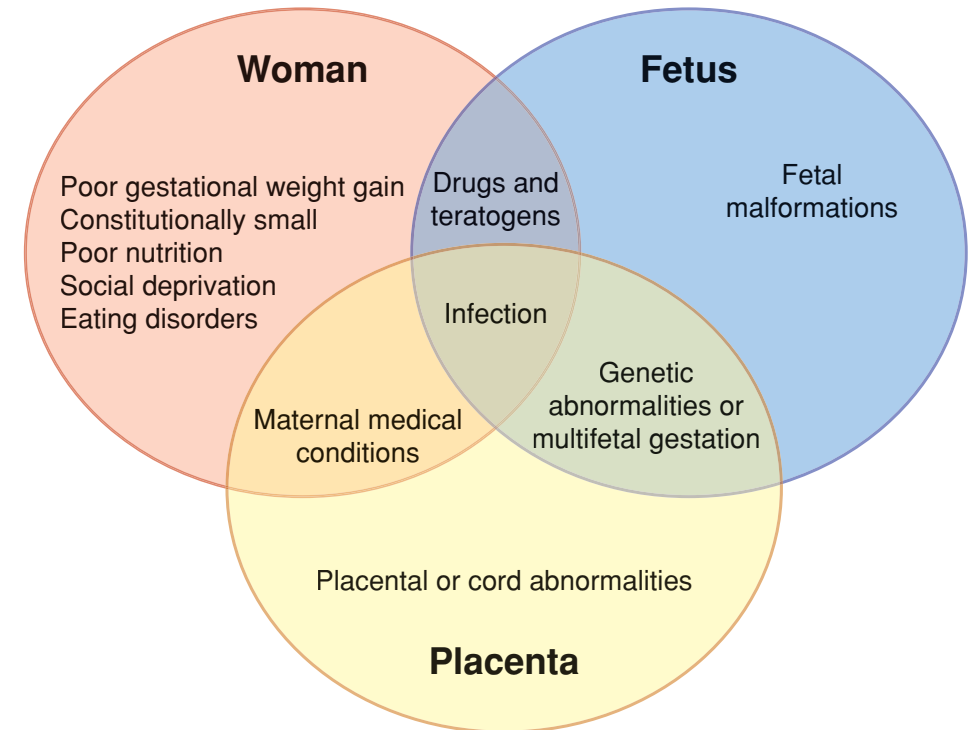 Woman
Fetus
Poor gestational weight gain
Constitutionally small
Poor nutrition
Social deprivation
Eating disorders
Drugs and
teratogens
Fetal
malformations
Infection
Maternal medical
conditions
Genetic
abnormalities or
multifetal gestation
Placental or cord abnormalities
Placenta